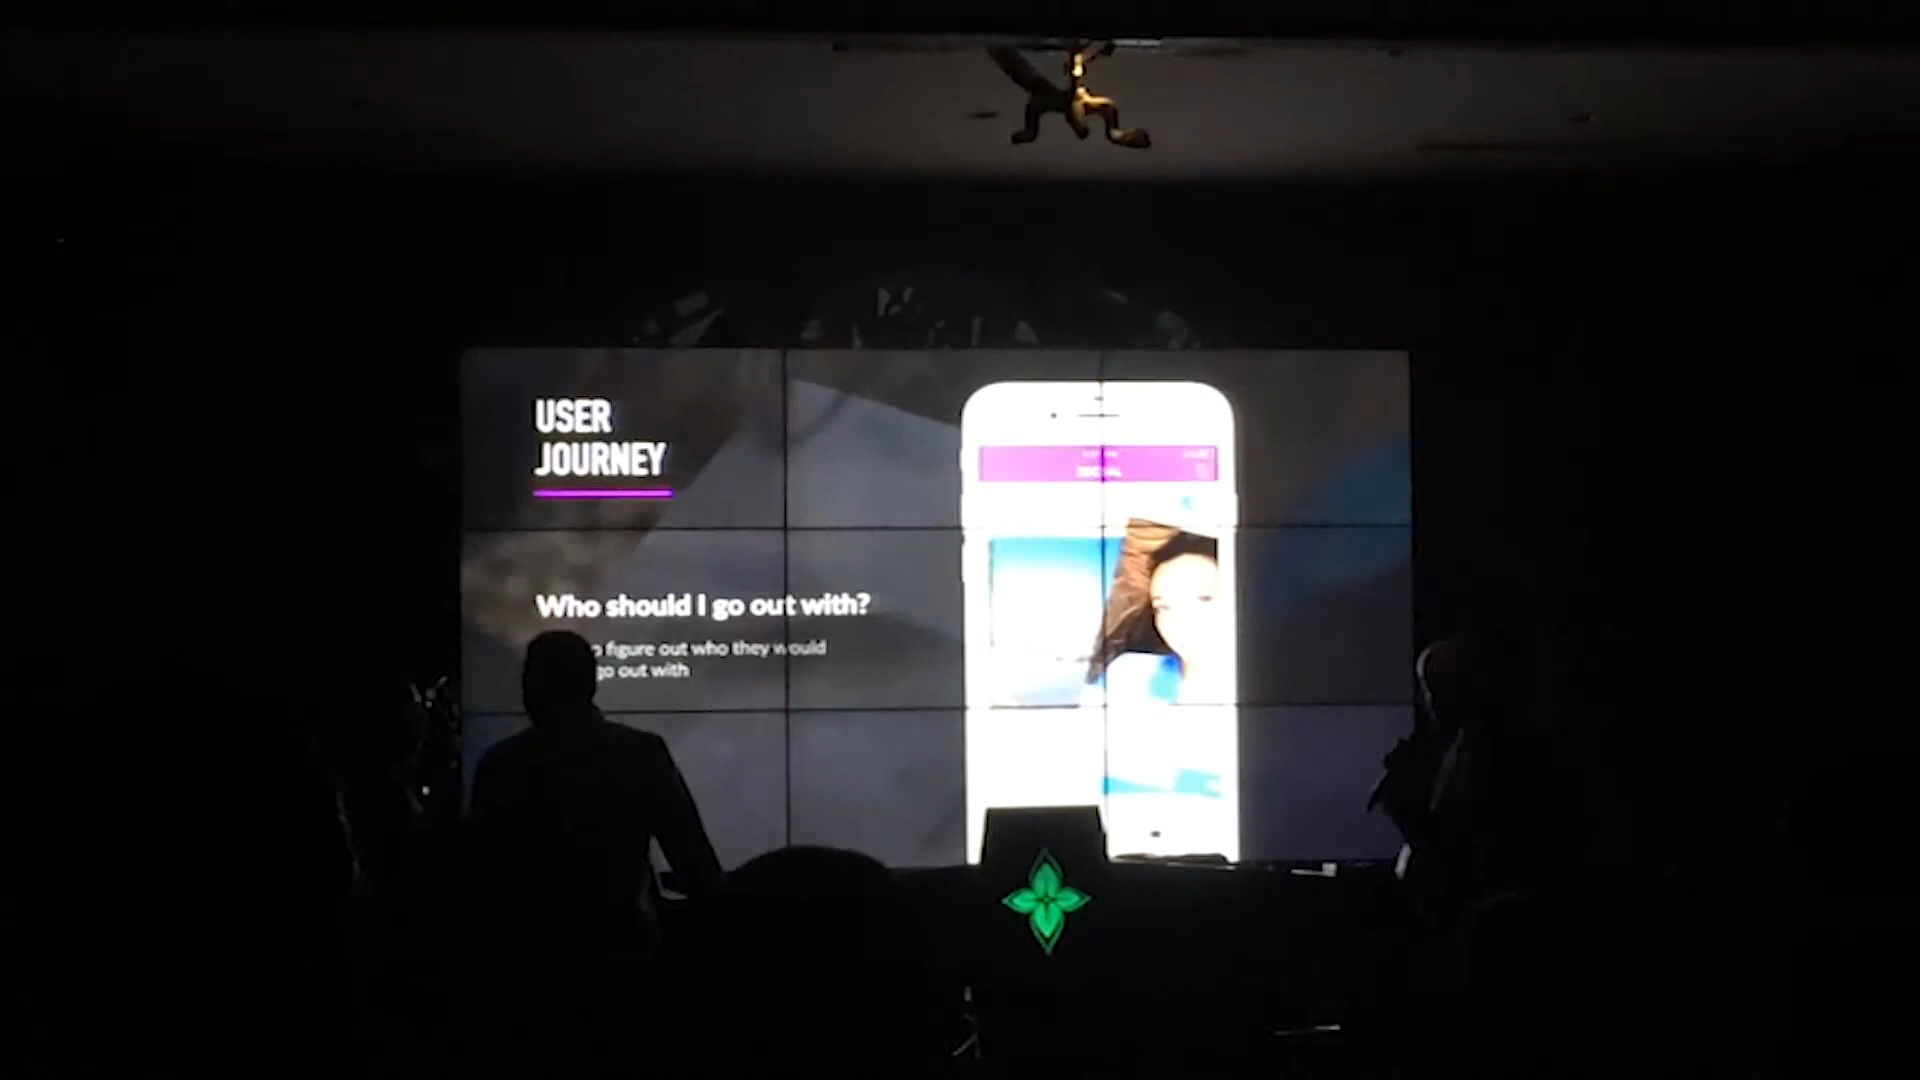 USER
JOURNEY
Who should I go out with?
figure out who they would
go out with